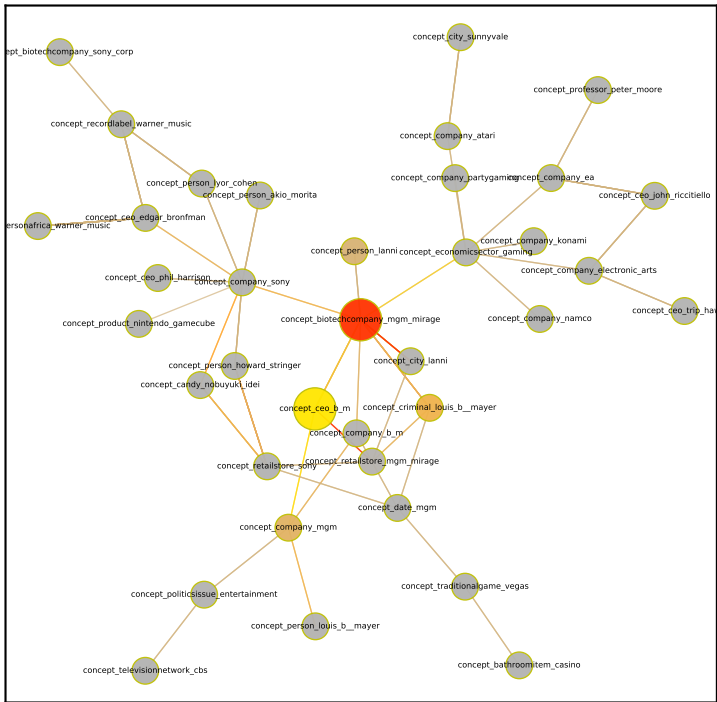 concept_city_sunnyvale
ept_biotechcompany_sony_corp
concept_professor_peter_moore
concept_recordlabel_warner_music
concept_company_atari
concept_person_lyor_cohen
concept_company_partygaming
concept_company_ea
concept_person_akio_morita
concept_ceo_john_riccitiello
concept_ceo_edgar_bronfman
ersonafrica_warner_music
concept_company_konami
concept_person_lanni
concept_economicsector_gaming
concept_company_electronic_arts
concept_ceo_phil_harrison
concept_company_sony
concept_ceo_trip_haw
concept_product_nintendo_gamecube
concept_biotechcompany_mgm_mirage
concept_company_namco
concept_city_lanni
concept_person_howard_stringer
concept_candy_nobuyuki_idei
concept_ceo_b_m
concept_criminal_louis_b__mayer
concept_company_b_m
concept_retailstore_sony
concept_retailstore_mgm_mirage
concept_date_mgm
concept_company_mgm
concept_traditionalgame_vegas
concept_politicsissue_entertainment
concept_person_louis_b__mayer
concept_bathroomitem_casino
concept_televisionnetwork_cbs